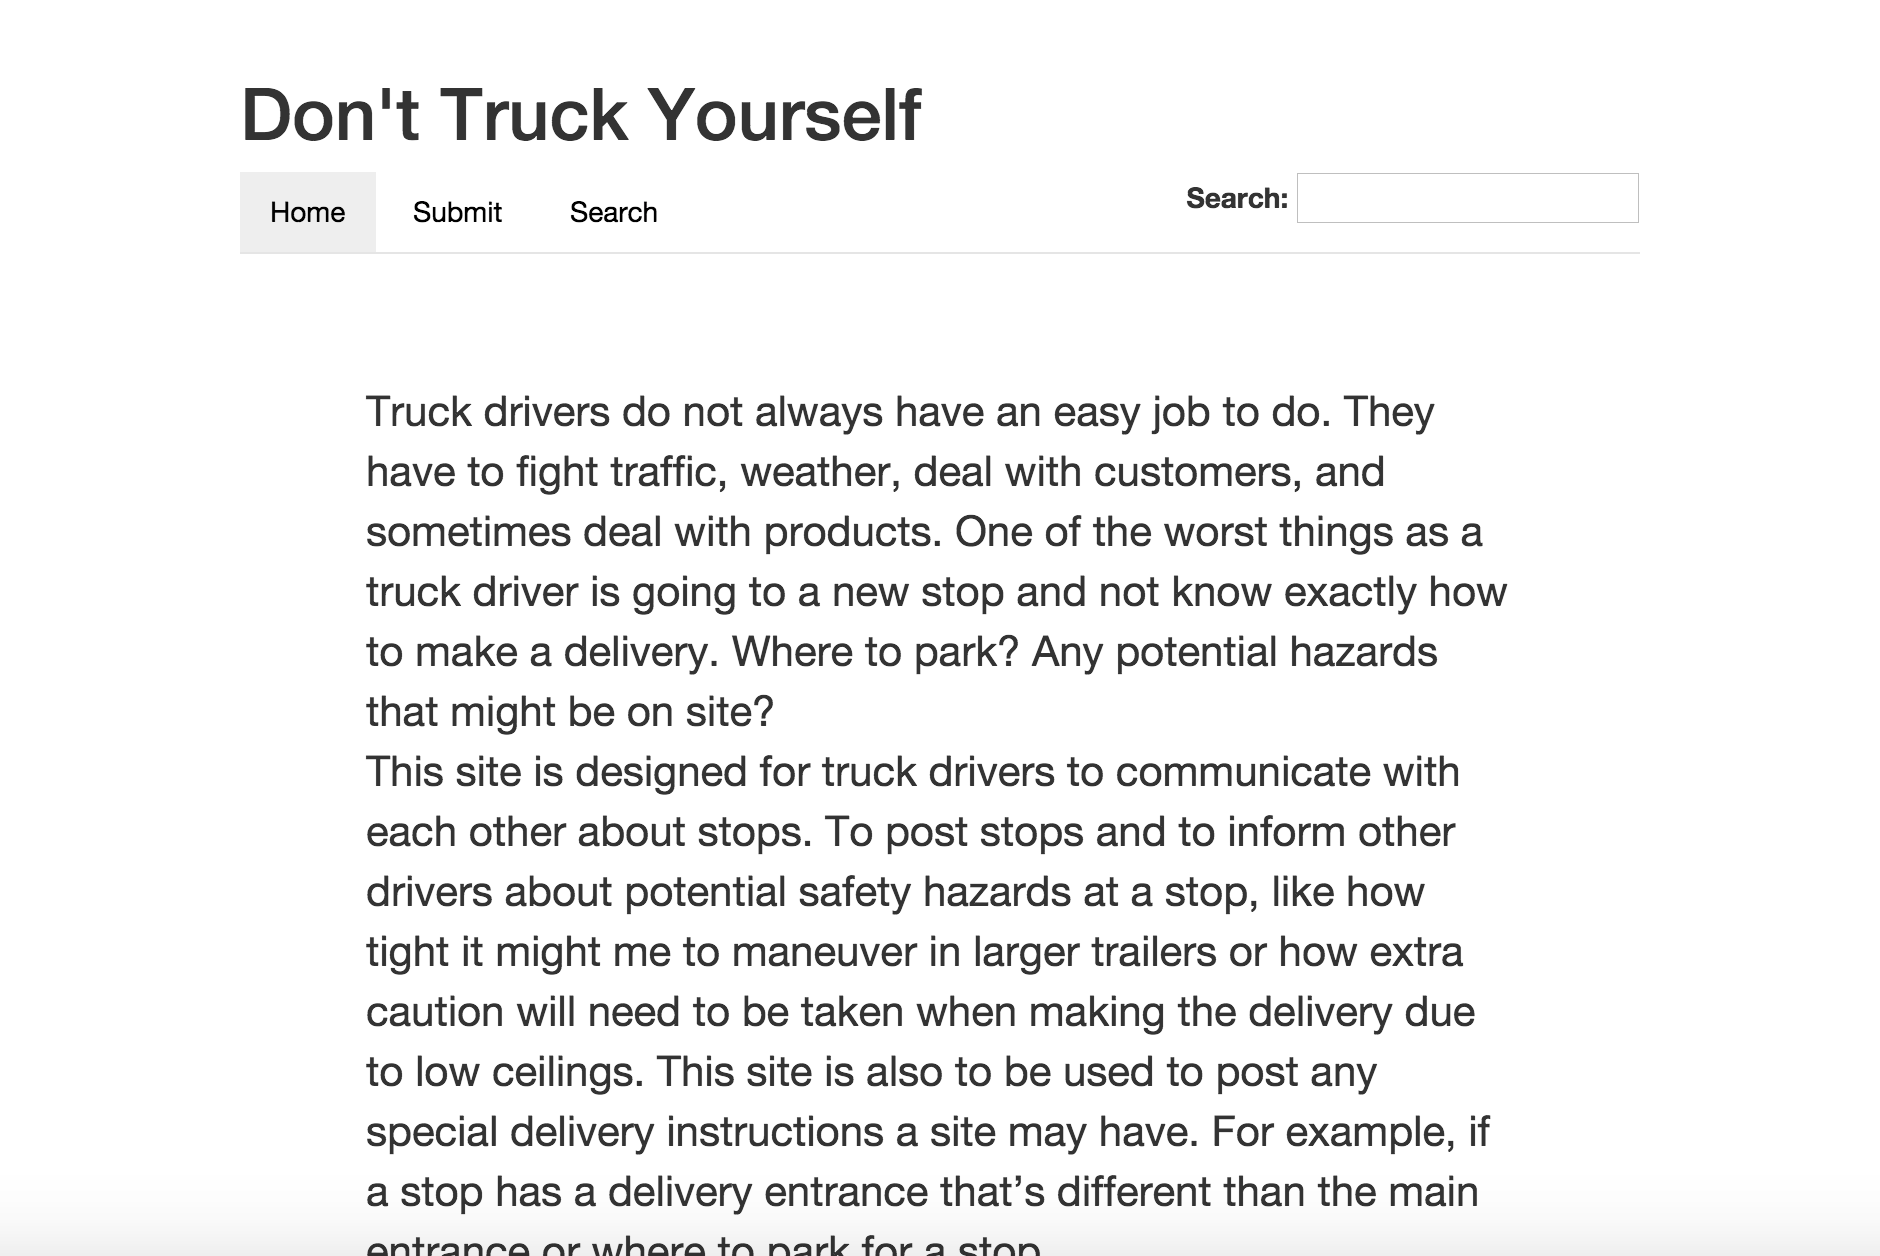 Don't Truck Yourself
Home Submit Search Search:
Truck drivers do not always have an easy job to do. They
have to fight traffic, weather, deal with customers, and
sometimes deal with products. One of the worst things as a
truck driver is going to a new stop and not know exactly how
to make a delivery. Where to park? Any potential hazards
that might be on site?
This site is designed for truck drivers to communicate with
each other about stops. To post stops and to inform other
drivers about potential safety hazards at a stop, like how
tight it might me to maneuver in larger trailers or how extra
caution will need to be taken when making the delivery due
to low ceilings. This site is also to be used to post any
special delivery instructions a site may have. For example, if
a stop has a delivery entrance that’s different than the main
entrance or where to park for a stop.